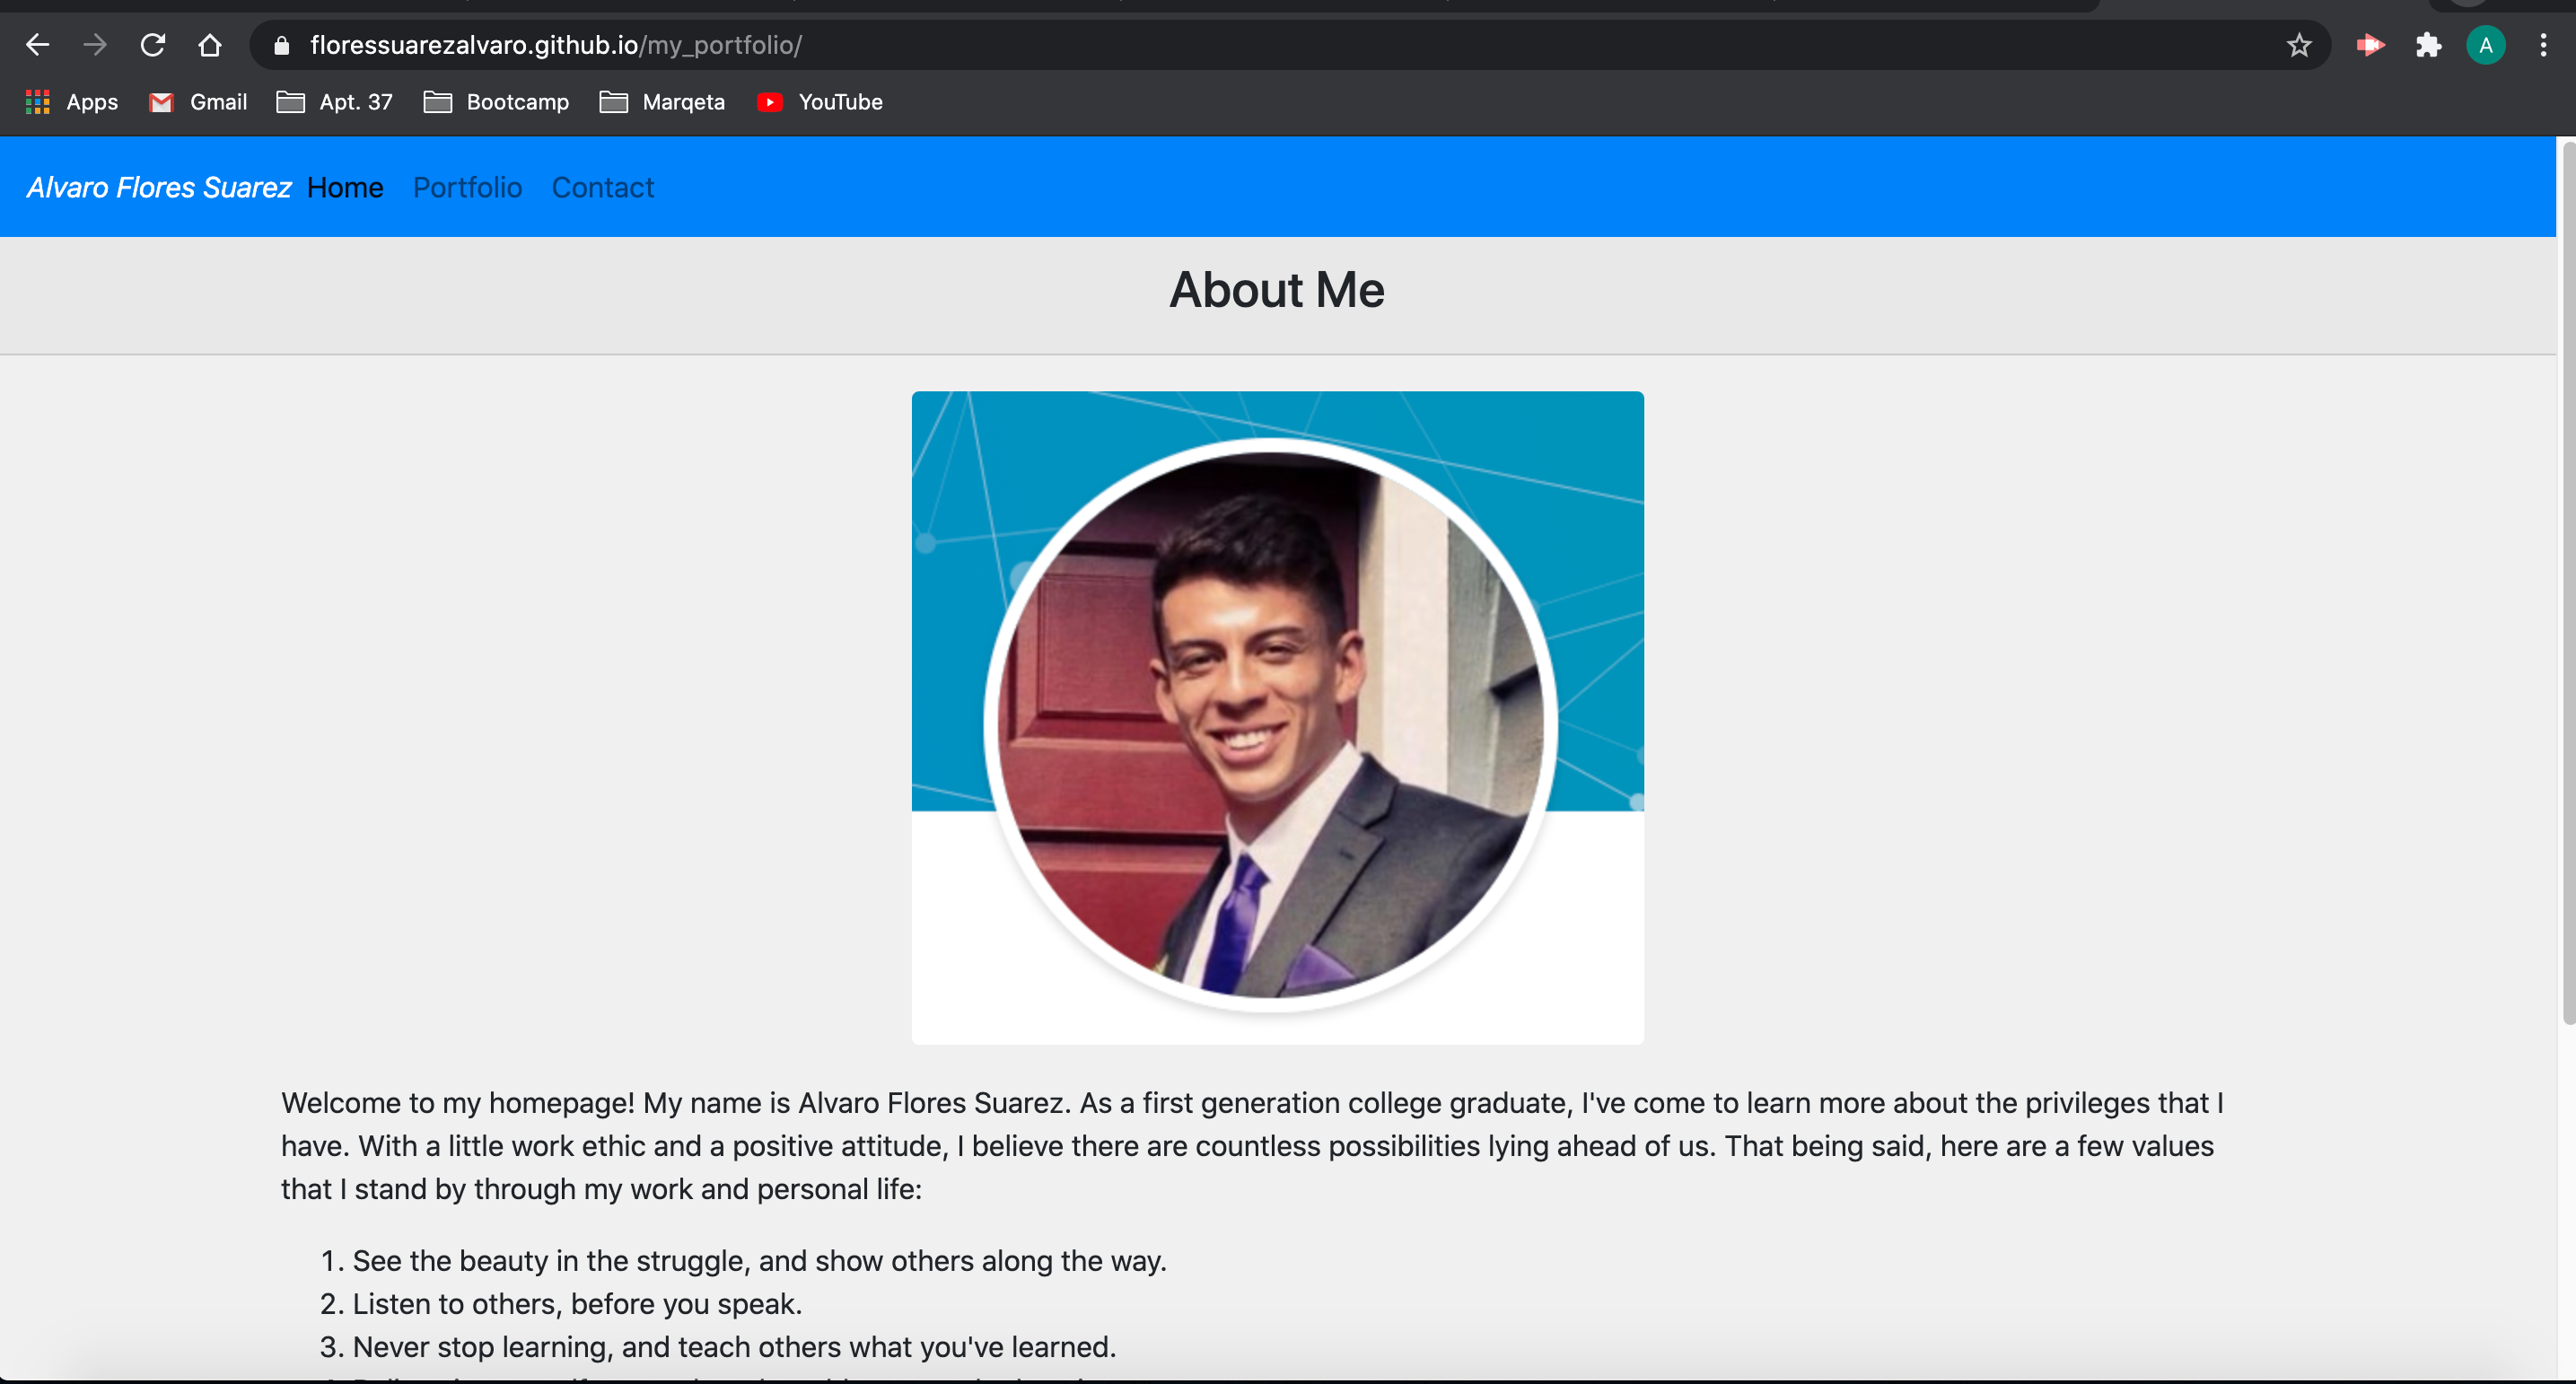 floressuarezalvaro.github.io/my_portfolio/
A
Apps Gmail Apt. 37 Bootcamp Marqeta YouTube
Alvaro Flores Suarez Home Portfolio Contact
About Me
Welcome to my homepage! My name is Alvaro Flores Suarez. As a first generation college graduate, I've come to learn more about the privileges that I
have. With a little work ethic and a positive attitude, I believe there are countless possibilities lying ahead of us. That being said, here are a few values
that I stand by through my work and personal life:
1. See the beauty in the struggle, and show others along the way.
2. Listen to others, before you speak.
3. Never stop learning, and teach others what you've learned.